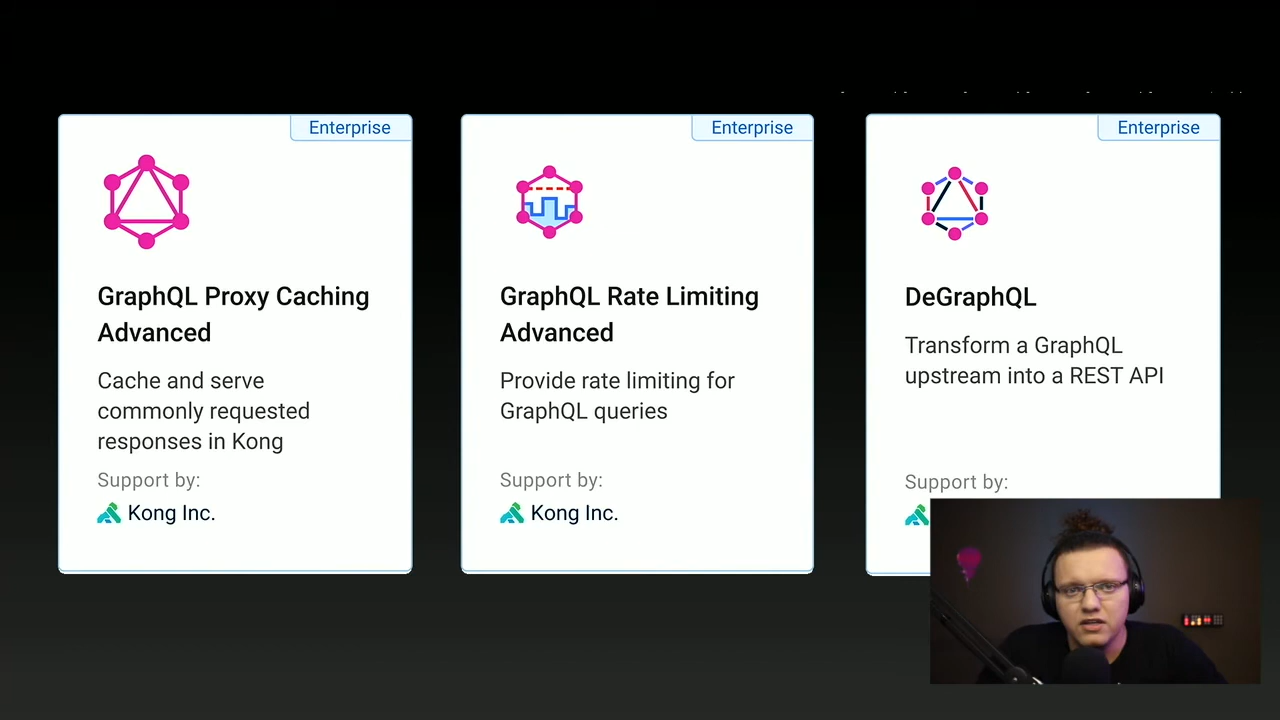 Enterprise
GraphQL Proxy Caching
Advanced
Cache and serve
commonly requested
responses in Kong
Support by:
Kong Inc.
Enterprise
GraphQL Rate Limiting
Advanced
Provide rate limiting for
GraphQL queries
Support by:
Kong Inc.
Enterprise
DeGraphQL
Transform a GraphQL
upstream into a REST API
Support by: